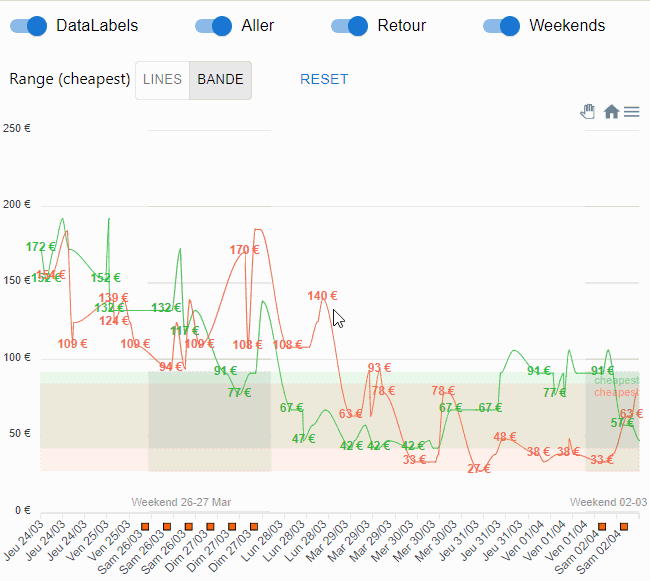 DataLabels Aller Retour Weekends
Range (cheapest) LINES BANDE RESET
250 €
200 €
150 €
100 €
50 €
0 €
172 €
152 €
154 €
109 €
152 €
139 €
132 €
124 €
109 €
132 €
94 €
117 €
109 €
91 €
77 €
170 €
108 €
108 €
67 €
47 €
140 €
63 €
42 €
93 €
78 €
42 €
42 €
33 €
78 €
67 €
67 €
27 €
48 €
91 €
38 €
77 €
38 €
91 €
33 €
63 €
57 €
cheapest
cheapest
Weekend 26-27 Mar
Weekend 02-03
Jeu 24/03
Jeu 24/03
Jeu 24/03
Ven 25/03
Ven 25/03
Sam 26/03
Sam 26/03
Sam 26/03
Dim 27/03
Dim 27/03
Dim 27/03
Lun 28/03
Lun 28/03
Lun 28/03
Mar 29/03
Mar 29/03
Mar 29/03
Mer 30/03
Mer 30/03
Mer 30/03
Jeu 31/03
Jeu 31/03
Jeu 31/03
Ven 01/04
Ven 01/04
Ven 01/04
Sam 02/04
Sam 02/04